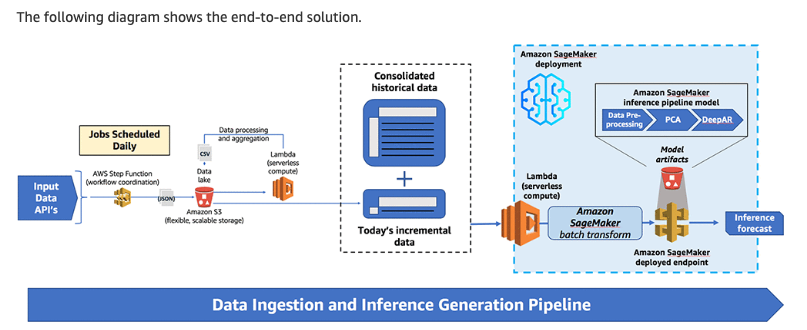 The following diagram shows the end-to-end solution.
Amazon SageMaker
deployment
Consolidated
historical data
Amazon SageMaker
inference pipeline model
Data Pre-
processing
PCA
DeepAR
Jobs Scheduled
Daily
Data processing
and aggregation
CSV
Lambda
(serverless
compute)
Data
lake
Model
artifacts
AWS Step Function
(workflow coordination)
Input
Data
API's
(JSON)
Amazon S3
(flexible, scalable storage)
+
Today's incremental
data
Lambda
(serverless
compute)
Amazon
SageMaker
batch transform
Inference
forecast
Amazon SageMaker
deployed endpoint
Data Ingestion and Inference Generation Pipeline